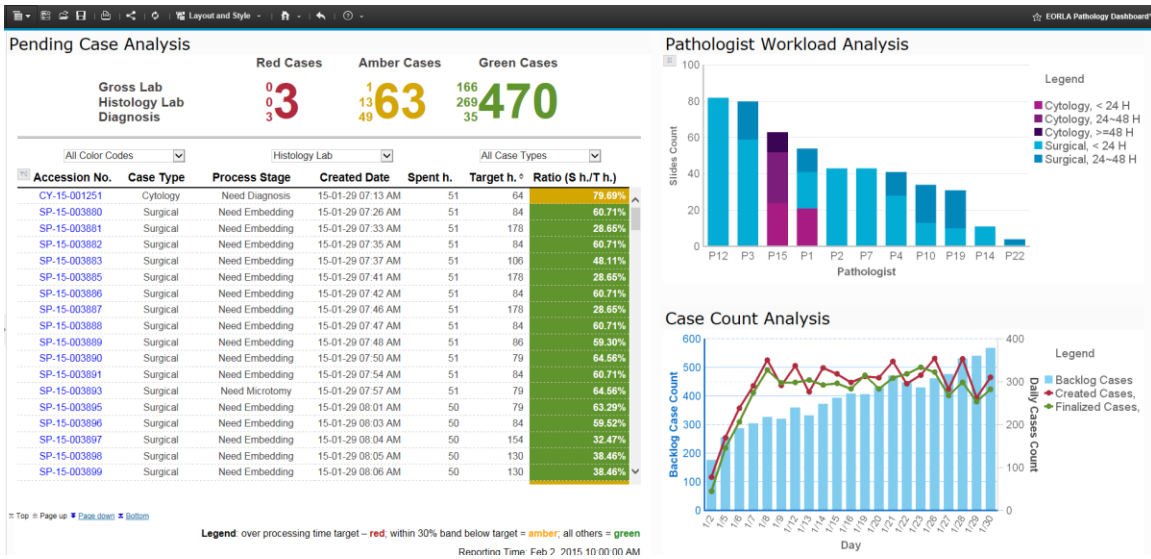 Layout and Style
EORLA Pathology Dashboard*
Pending Case Analysis
Red Cases Amber Cases Green Cases
Gross Lab 0 1 166
Histology Lab 0 13 269
Diagnosis 3 49 35
3 63 470
All Color Codes Histology Lab All Case Types
Accession No. Case Type Process Stage Created Date Spent h. Target h. Ratio (S h./T h.)
CY-15-001251 Cytology Need Diagnosis 15-01-29 07:13 AM 51 64 79.69%
SP-15-003880 Surgical Need Embedding 15-01-29 07:26 AM 51 84 60.71%
SP-15-003881 Surgical Need Embedding 15-01-29 07:33 AM 51 178 28.65%
SP-15-003882 Surgical Need Embedding 15-01-29 07:35 AM 51 84 60.71%
SP-15-003883 Surgical Need Embedding 15-01-29 07:37 AM 51 106 48.11%
SP-15-003885 Surgical Need Embedding 15-01-29 07:41 AM 51 178 28.65%
SP-15-003886 Surgical Need Embedding 15-01-29 07:42 AM 51 84 60.71%
SP-15-003887 Surgical Need Embedding 15-01-29 07:46 AM 51 178 28.65%
SP-15-003888 Surgical Need Embedding 15-01-29 07:47 AM 51 84 60.71%
SP-15-003889 Surgical Need Embedding 15-01-29 07:48 AM 51 86 59.30%
SP-15-003890 Surgical Need Embedding 15-01-29 07:50 AM 51 79 64.56%
SP-15-003891 Surgical Need Embedding 15-01-29 07:54 AM 51 84 60.71%
SP-15-003893 Surgical Need Microtomy 15-01-29 07:57 AM 51 79 64.56%
SP-15-003895 Surgical Need Embedding 15-01-29 08:01 AM 50 79 63.29%
SP-15-003896 Surgical Need Embedding 15-01-29 08:03 AM 50 84 59.52%
SP-15-003897 Surgical Need Embedding 15-01-29 08:04 AM 50 154 32.47%
SP-15-003898 Surgical Need Embedding 15-01-29 08:05 AM 50 130 38.46%
SP-15-003899 Surgical Need Embedding 15-01-29 08:06 AM 50 130 38.46%
Top Page up Page down Bottom
Legend: over processing time target – red; within 30% band below target = amber; all others = green
Reporting Time: Feb 2, 2015 10:00:00 AM
Pathologist Workload Analysis
100
80
60
40
20
0
Slides Count
P12 P3 P15 P1 P2 P7 P4 P10 P19 P14 P22
Pathologist
Legend
Cytology, < 24 H
Cytology, 24~48 H
Cytology, >=48 H
Surgical, < 24 H
Surgical, 24~48 H
Case Count Analysis
600
500
400
300
200
100
0
Backlog Case Count
400
300
200
100
0
Daily Cases Count
1/2 1/5 1/6 1/7 1/8 1/9 1/12 1/13 1/14 1/15 1/16 1/19 1/20 1/21 1/22 1/23 1/26 1/27 1/28 1/29 1/30
Day
Legend
Backlog Cases
Created Cases,
Finalized Cases,